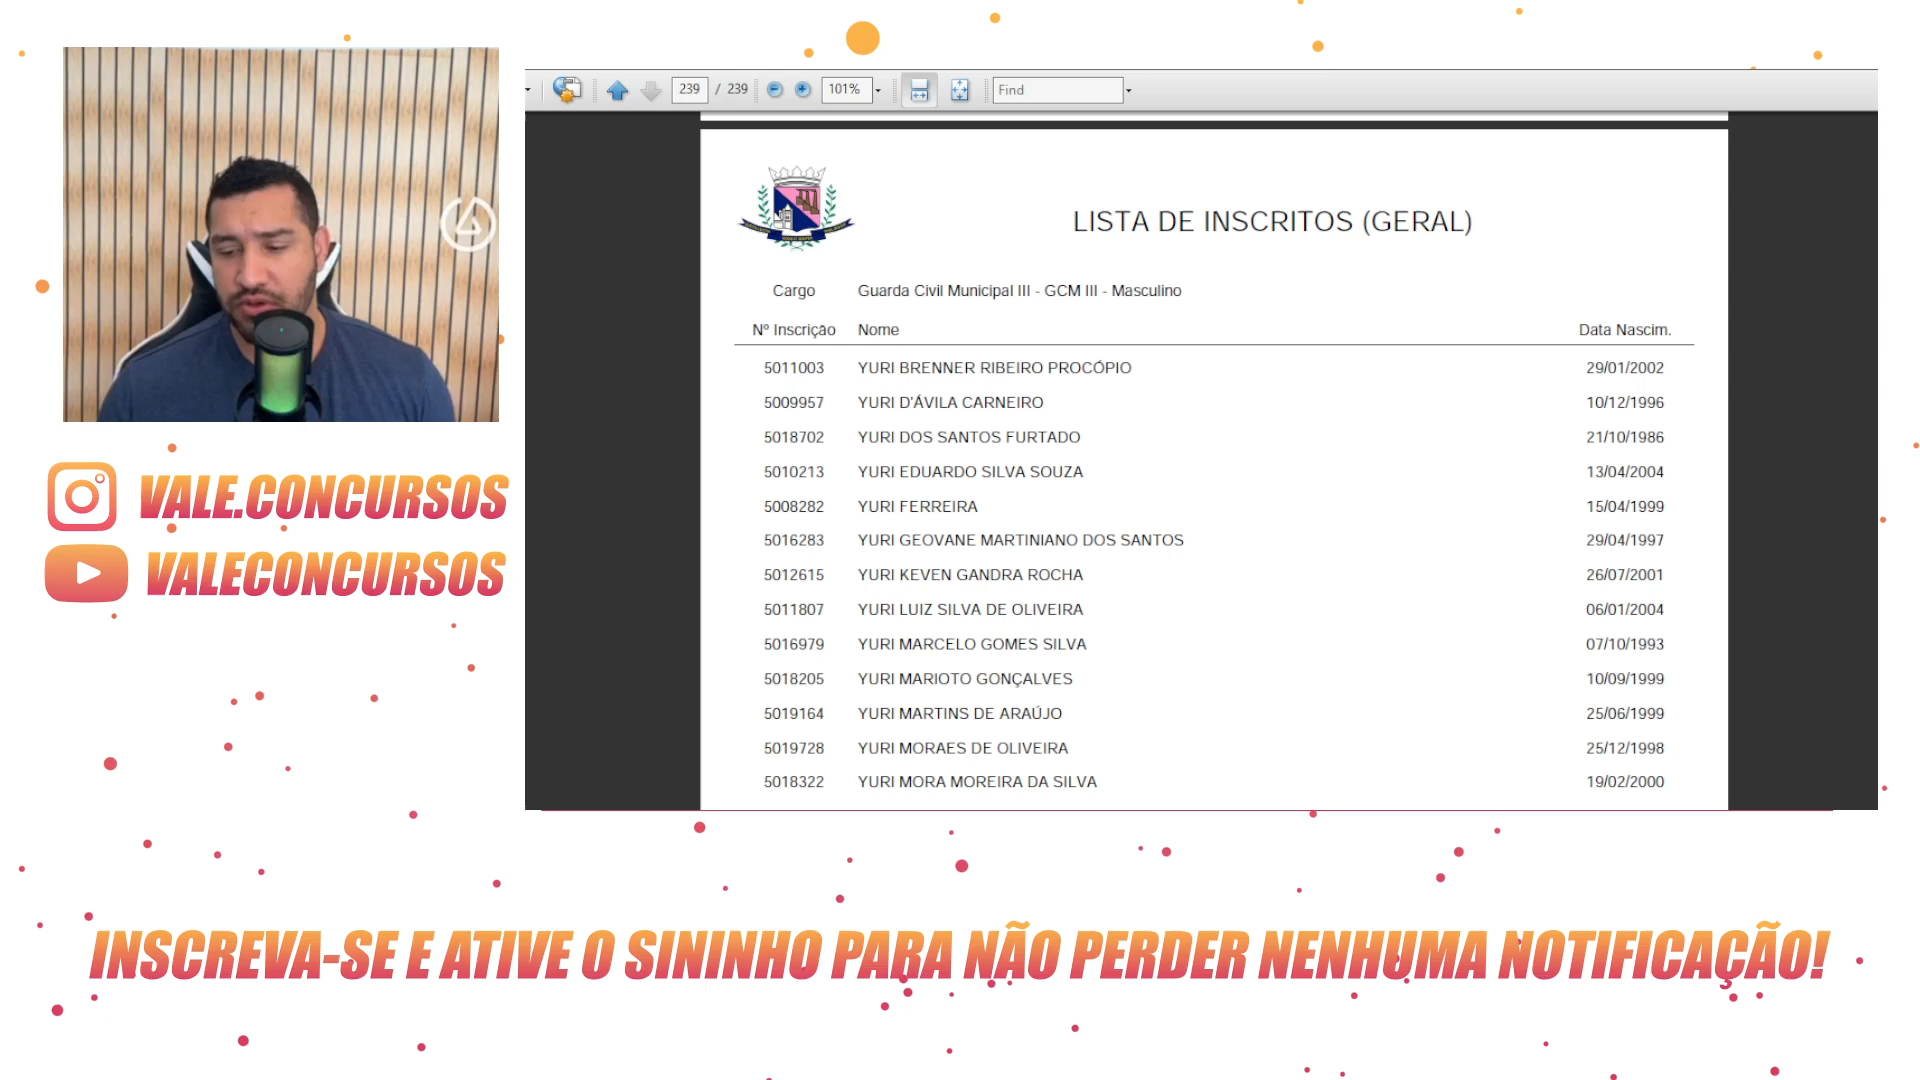 239 / 239 101% Find
LISTA DE INSCRITOS (GERAL)
Cargo Guarda Civil Municipal III - GCM III - Masculino
Nº Inscrição Nome Data Nascim.
5011003 YURI BRENNER RIBEIRO PROCÓPIO 29/01/2002
5009957 YURI D'ÁVILA CARNEIRO 10/12/1996
5018702 YURI DOS SANTOS FURTADO 21/10/1986
5010213 YURI EDUARDO SILVA SOUZA 13/04/2004
5008282 YURI FERREIRA 15/04/1999
5016283 YURI GEOVANE MARTINIANO DOS SANTOS 29/04/1997
5012615 YURI KEVEN GANDRA ROCHA 26/07/2001
5011807 YURI LUIZ SILVA DE OLIVEIRA 06/01/2004
5016979 YURI MARCELO GOMES SILVA 07/10/1993
5018205 YURI MARIOTO GONÇALVES 10/09/1999
5019164 YURI MARTINS DE ARAÚJO 25/06/1999
5019728 YURI MORAES DE OLIVEIRA 25/12/1998
5018322 YURI MORA MOREIRA DA SILVA 19/02/2000
VALE.CONCURSOS
VALECONCURSOS
INSCREVA-SE E ATIVE O SININHO PARA NÃO PERDER NENHUMA NOTIFICAÇÃO!